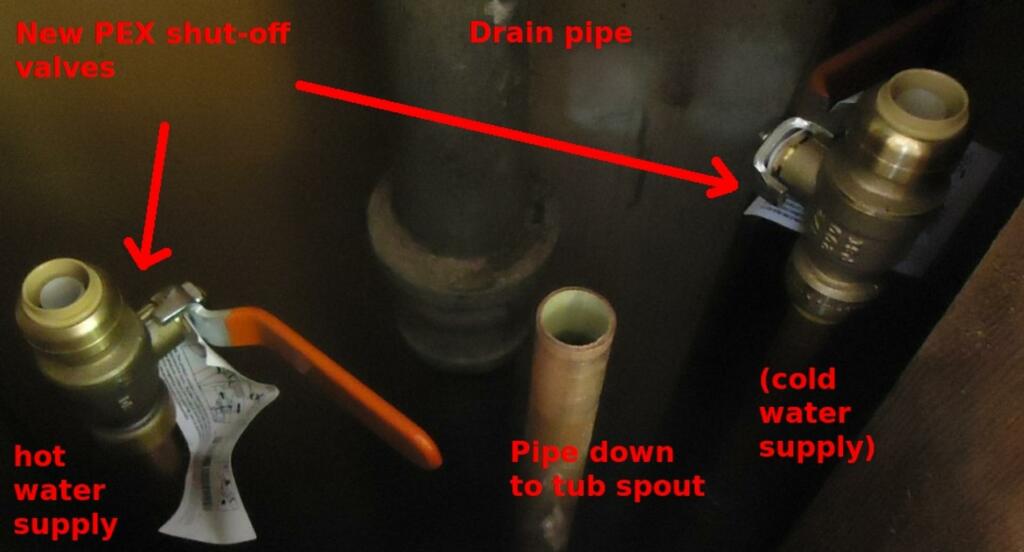 New PEX shut-off
valves
Drain pipe
hot
water
supply
Pipe down
to tub spout
(cold
water
supply)